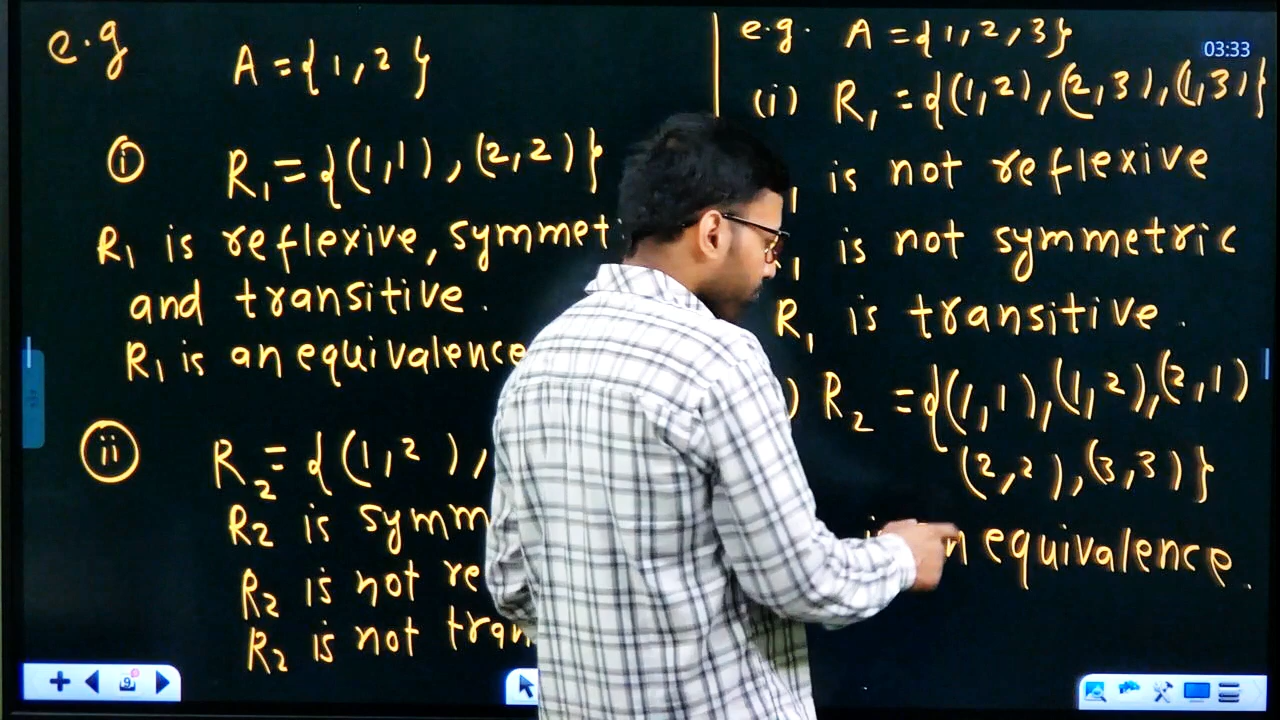 e.g
A = {1,2}
(i) R₁ = {(1,1), (2,2)}
R₁ is reflexive, symmet
and transitive.
R₁ is an equivalence
(ii) R₂ = {(1,2),
R₂ is symm
R₂ is not re
R₂ is not tran
e.g. A = {1,2,3}
03:33
(i) R₁ = {(1,2), (2,3), (1,3)}
₁ is not reflexive
₁ is not symmetric
R₁ is transitive.
) R₂ = {(1,1), (1,2), (2,1)
(2,2), (3,3)}
equivalence.